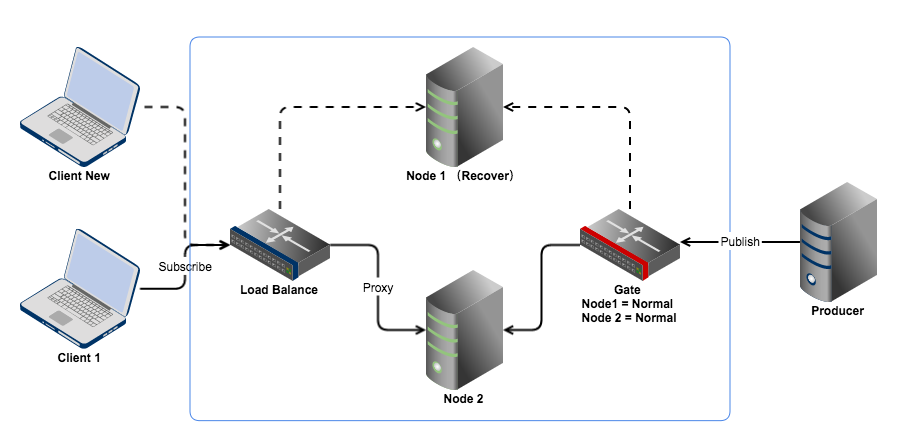 Client New
Node 1 （Recover）
Subscribe
Publish
Load Balance
Proxy
Gate
Node1 = Normal
Node 2 = Normal
Producer
Client 1
Node 2